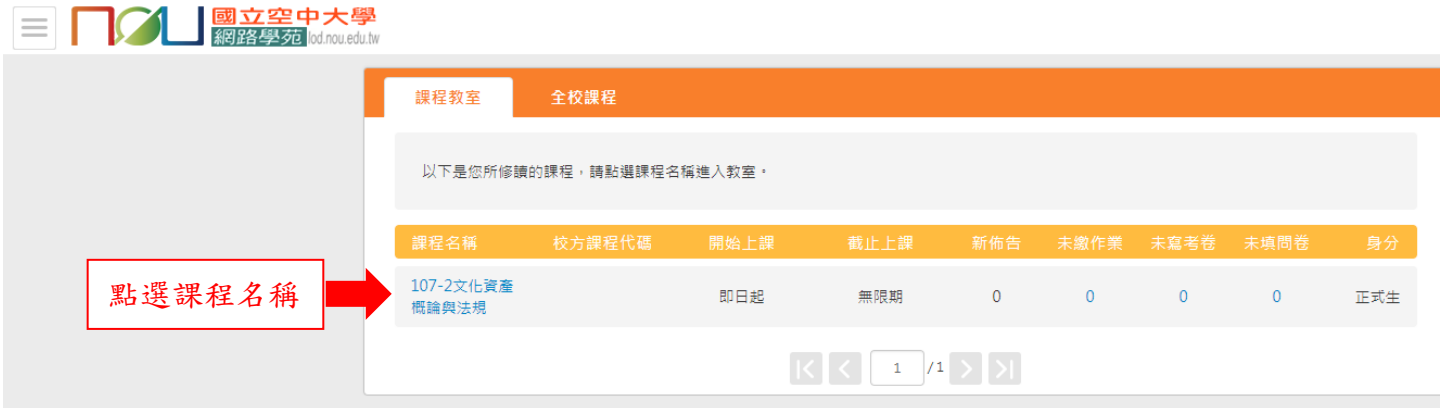 nou 國立空中大學
網路學苑 lod.nou.edu.tw
課程教室 全校課程
以下是您所修讀的課程，請點選課程名稱進入教室。
課程名稱 校方課程代碼 開始上課 截止上課 新佈告 未繳作業 未寫考卷 未填問卷 身分
點選課程名稱
107-2文化資產
概論與法規 即日起 無限期 0 0 0 0 正式生
1 /1